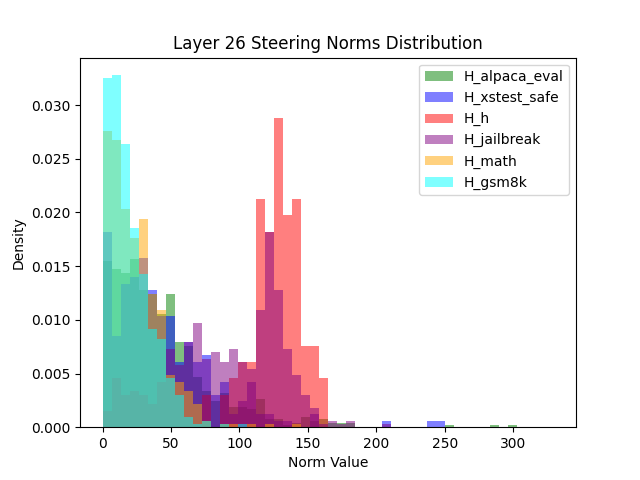 Layer 26 Steering Norms Distribution
H_alpaca_eval
H_xstest_safe
H_h
H_jailbreak
H_math
H_gsm8k
Density
0.030
0.025
0.020
0.015
0.010
0.005
0.000
0
50
100
150
200
250
300
Norm Value